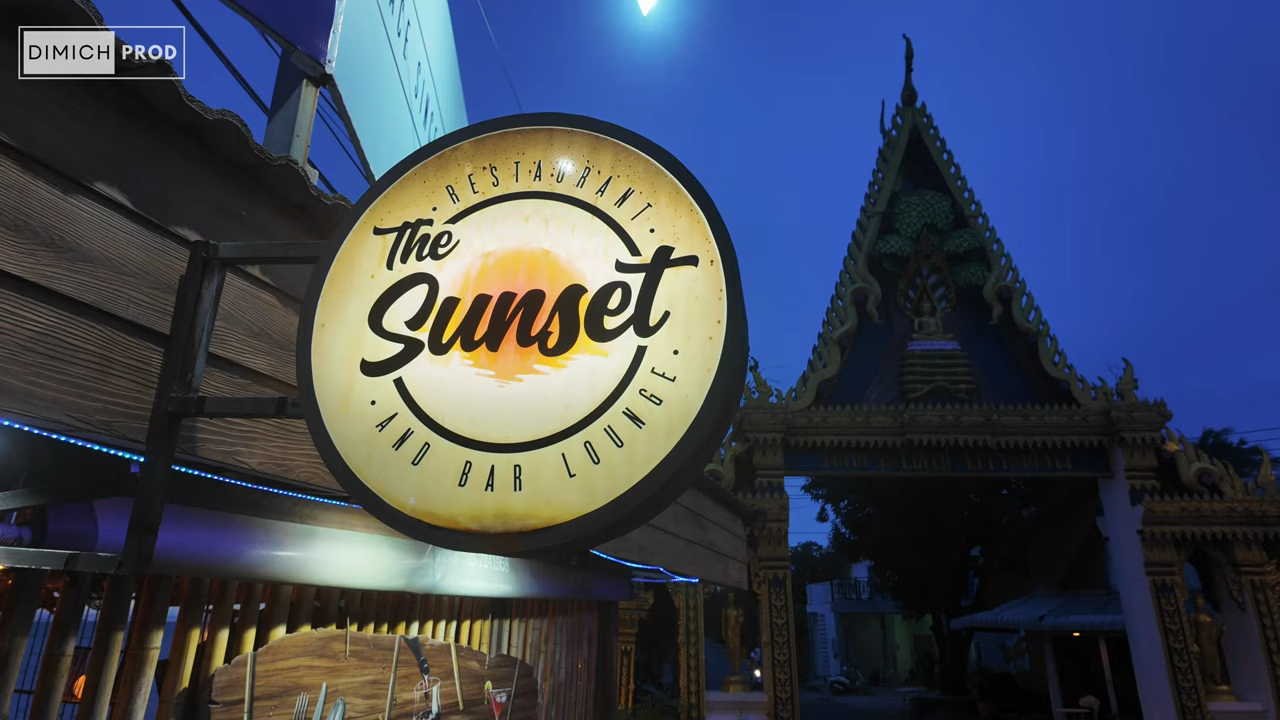 DIMICH PROD
· RESTAURANT ·
The
Sunset
· AND BAR LOUNGE ·